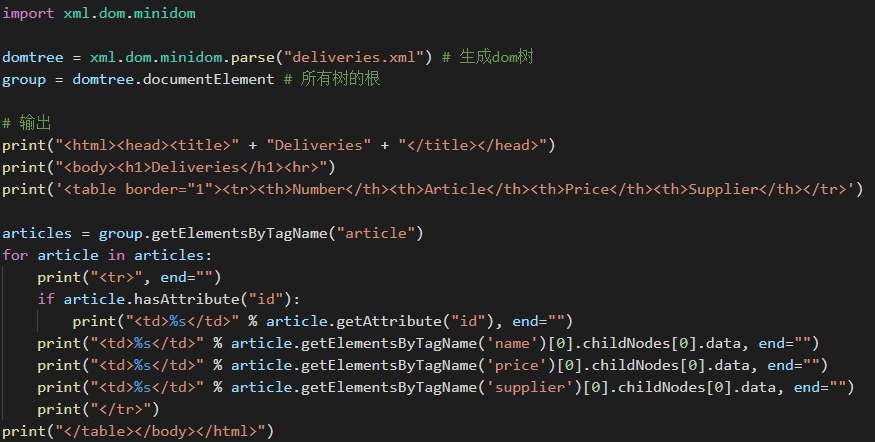 import xml.dom.minidom
domtree = xml.dom.minidom.parse("deliveries.xml") # 生成dom树
group = domtree.documentElement # 所有树的根
# 输出
print("<html><head><title>" + "Deliveries" + "</title></head>")
print("<body><h1>Deliveries</h1><hr>")
print('<table border="1"><tr><th>Number</th><th>Article</th><th>Price</th><th>Supplier</th></tr>')
articles = group.getElementsByTagName("article")
for article in articles:
    print("<tr>", end="")
    if article.hasAttribute("id"):
        print("<td>%s</td>" % article.getAttribute("id"), end="")
    print("<td>%s</td>" % article.getElementsByTagName('name')[0].childNodes[0].data, end="")
    print("<td>%s</td>" % article.getElementsByTagName('price')[0].childNodes[0].data, end="")
    print("<td>%s</td>" % article.getElementsByTagName('supplier')[0].childNodes[0].data, end="")
    print("</tr>")
print("</table></body></html>")